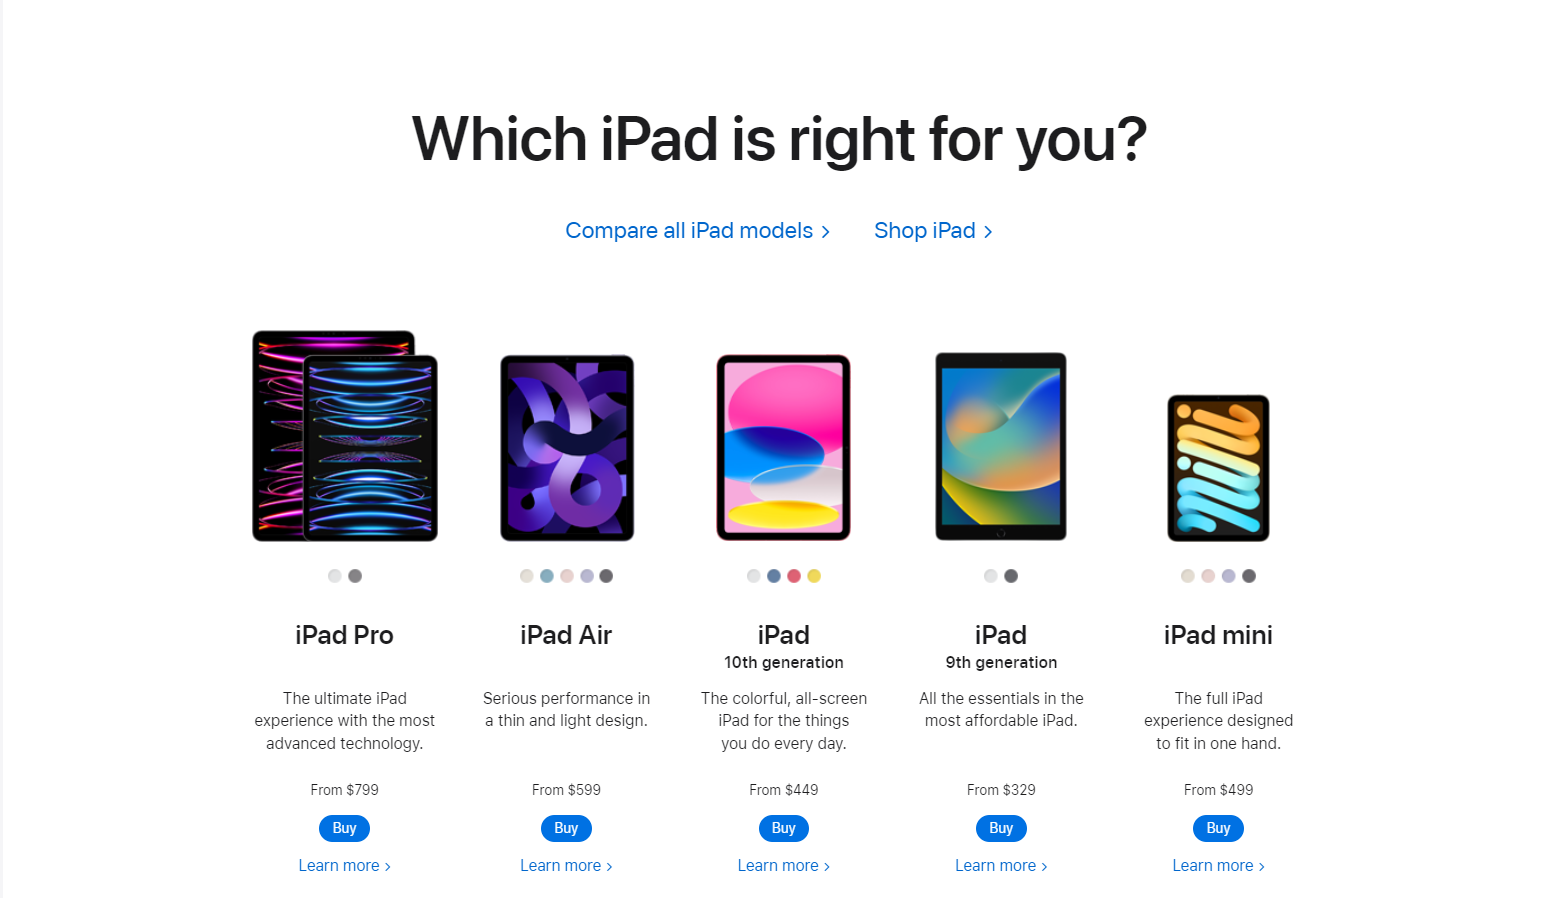 Which iPad is right for you?
Compare all iPad models >
Shop iPad >
iPad Pro
The ultimate iPad
experience with the most
advanced technology.
From $799
Buy
Learn more >
iPad Air
Serious performance in
a thin and light design.
From $599
Buy
Learn more >
iPad
10th generation
The colorful, all-screen
iPad for the things
you do every day.
From $449
Buy
Learn more >
iPad
9th generation
All the essentials in the
most affordable iPad.
From $329
Buy
Learn more >
iPad mini
The full iPad
experience designed
to fit in one hand.
From $499
Buy
Learn more >